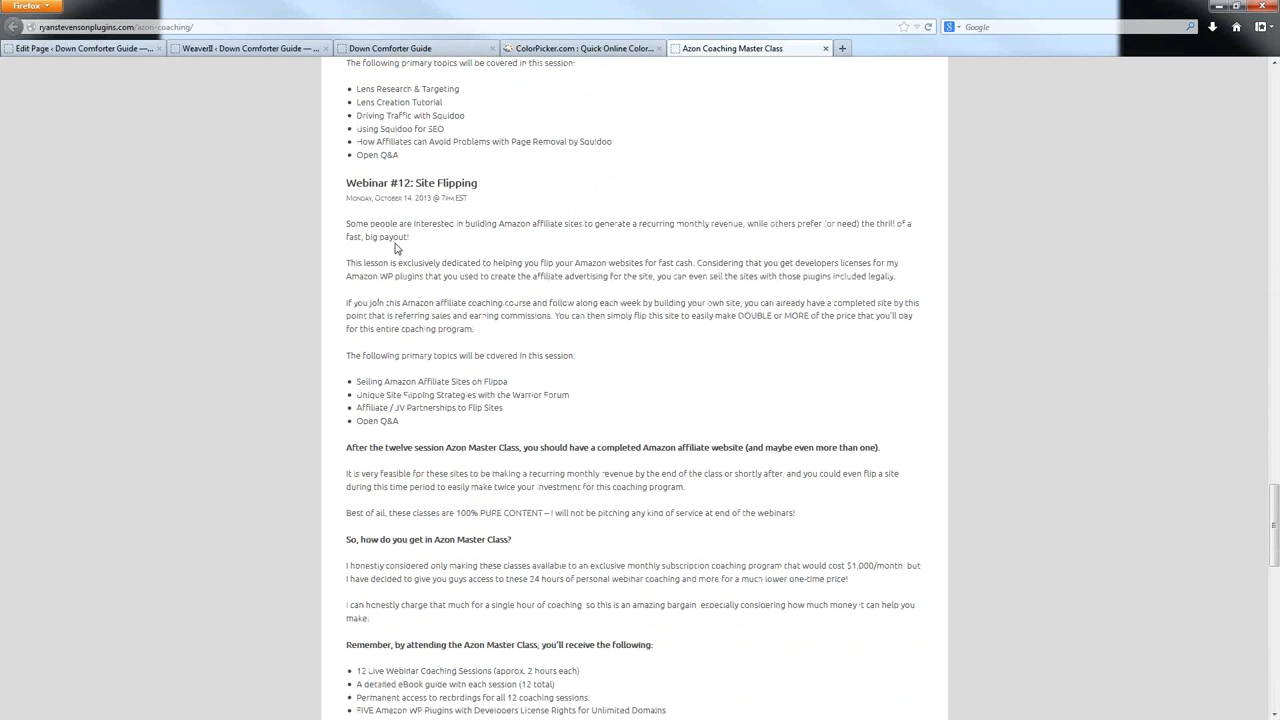 Firefox
ryanstevensonplugins.com/azon-coaching/
Google
Edit Page ‹ Down Comforter Guide —...
WeaverII ‹ Down Comforter Guide — ...
Down Comforter Guide
ColorPicker.com : Quick Online Color...
Azon Coaching Master Class
The following primary topics will be covered in this session:
Lens Research & Targeting
Lens Creation Tutorial
Driving Traffic with Squidoo
Using Squidoo for SEO
How Affiliates can Avoid Problems with Page Removal by Squidoo
Open Q&A
Webinar #12: Site Flipping
Monday, October 14, 2013 @ 7pm EST
Some people are interested in building Amazon affiliate sites to generate a recurring monthly revenue, while others prefer (or need) the thrill of a
fast, big payout!
This lesson is exclusively dedicated to helping you flip your Amazon websites for fast cash. Considering that you get developers licenses for my
Amazon WP plugins that you used to create the affiliate advertising for the site, you can even sell the sites with those plugins included legally.
If you join this Amazon affiliate coaching course and follow along each week by building your own site, you can already have a completed site by this
point that is referring sales and earning commissions. You can then simply flip this site to easily make DOUBLE or MORE of the price that you'll pay
for this entire coaching program.
The following primary topics will be covered in this session:
Selling Amazon Affiliate Sites on Flippa
Unique Site Flipping Strategies with the Warrior Forum
Affiliate / JV Partnerships to Flip Sites
Open Q&A
After the twelve session Azon Master Class, you should have a completed Amazon affiliate website (and maybe even more than one).
It is very feasible for these sites to be making a recurring monthly revenue by the end of the class or shortly after, and you could even flip a site
during this time period to easily make twice your investment for this coaching program.
Best of all, these classes are 100% PURE CONTENT – I will not be pitching any kind of service at end of the webinars!
So, how do you get in Azon Master Class?
I honestly considered only making these classes available to an exclusive monthly subscription coaching program that would cost $1,000/month, but
I have decided to give you guys access to these 24 hours of personal webinar coaching and more for a much lower one-time price!
I can honestly charge that much for a single hour of coaching, so this is an amazing bargain, especially considering how much money it can help you
make.
Remember, by attending the Azon Master Class, you'll receive the following:
12 Live Webinar Coaching Sessions (approx. 2 hours each)
A detailed eBook guide with each session (12 total)
Permanent access to recordings for all 12 coaching sessions
FIVE Amazon WP Plugins with Developers License Rights for Unlimited Domains